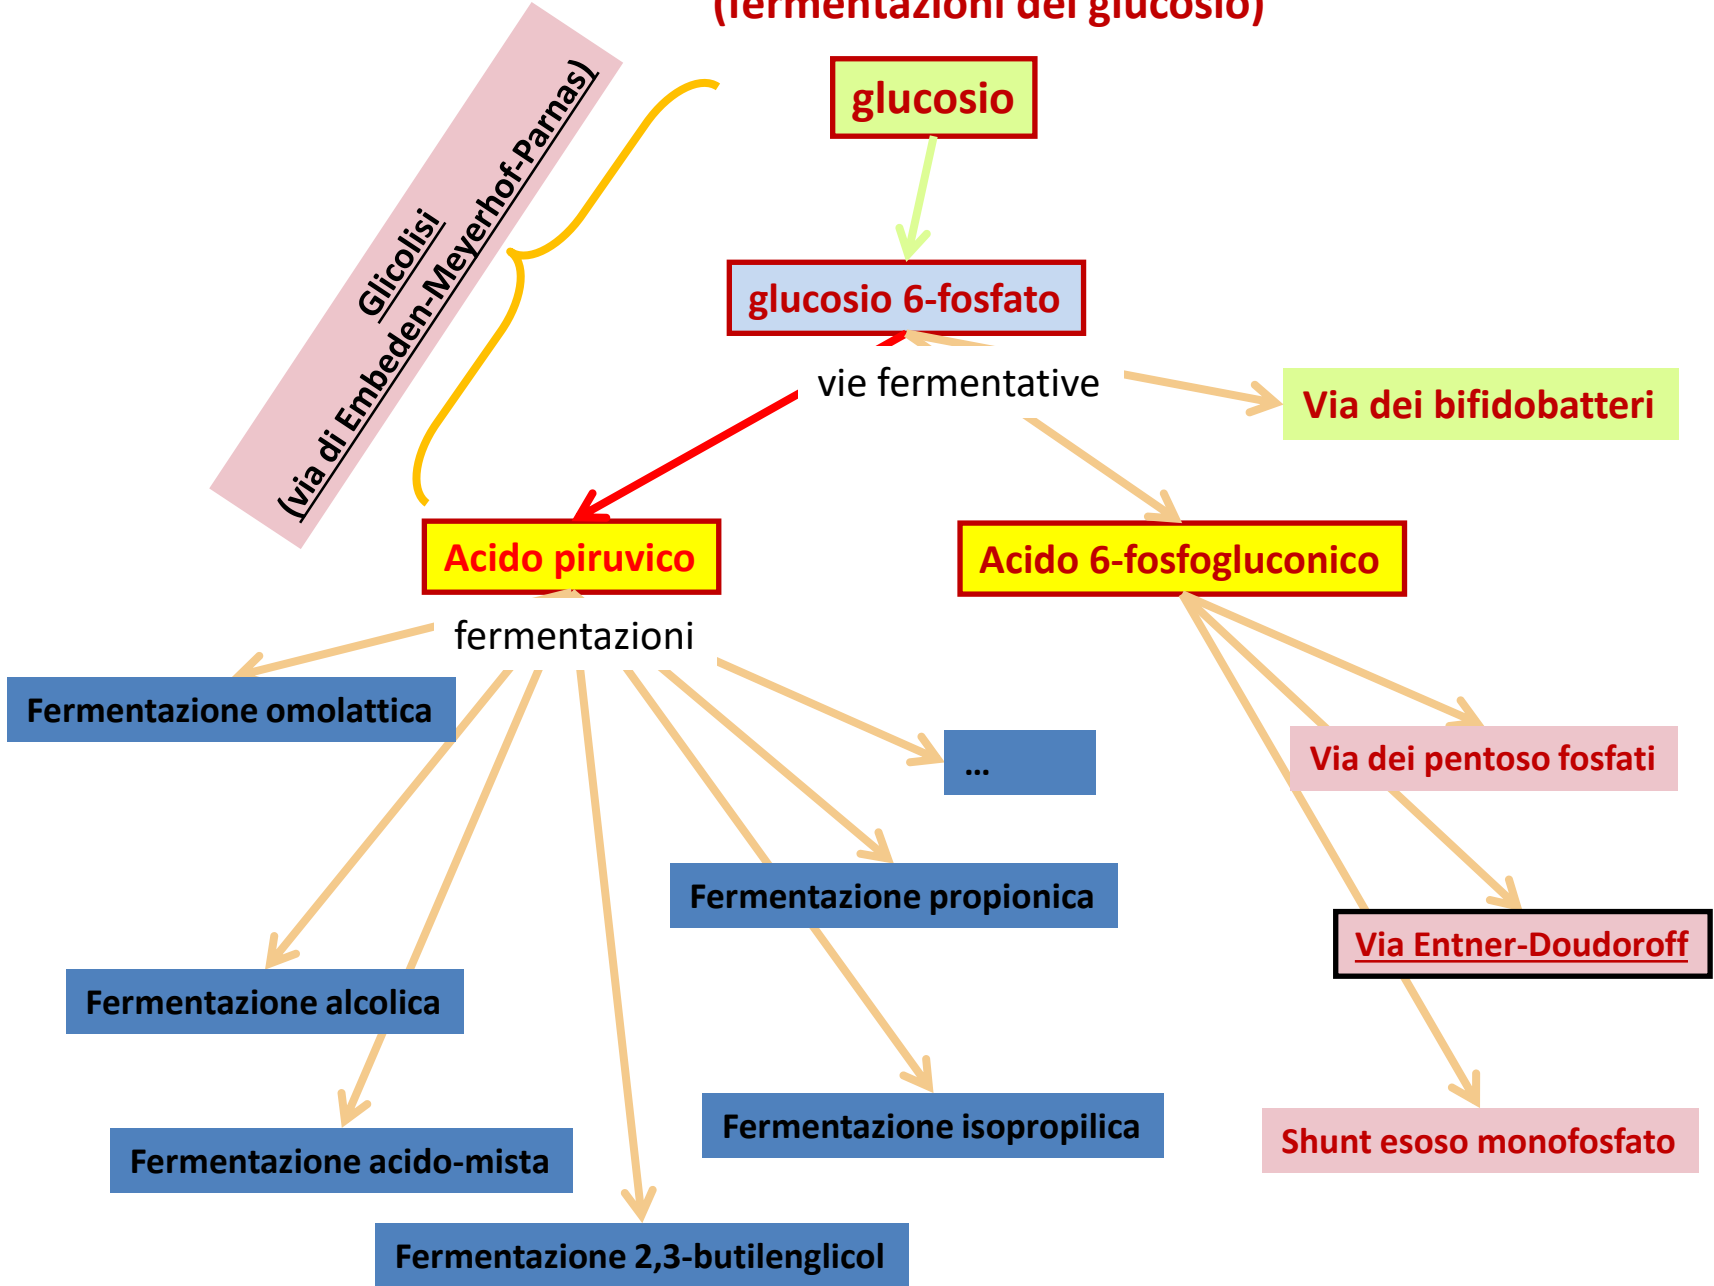 (fermentazioni del glucosio)
glucosio
Glicolisi
(via di Embeden-Meyerhof-Parnas)
glucosio 6-fosfato
vie fermentative
Via dei bifidobatteri
Acido piruvico
Acido 6-fosfogluconico
fermentazioni
Fermentazione omolattica
...
Via dei pentoso fosfati
Fermentazione propionica
Via Entner-Doudoroff
Fermentazione alcolica
Fermentazione isopropilica
Shunt esoso monofosfato
Fermentazione acido-mista
Fermentazione 2,3-butilenglicol